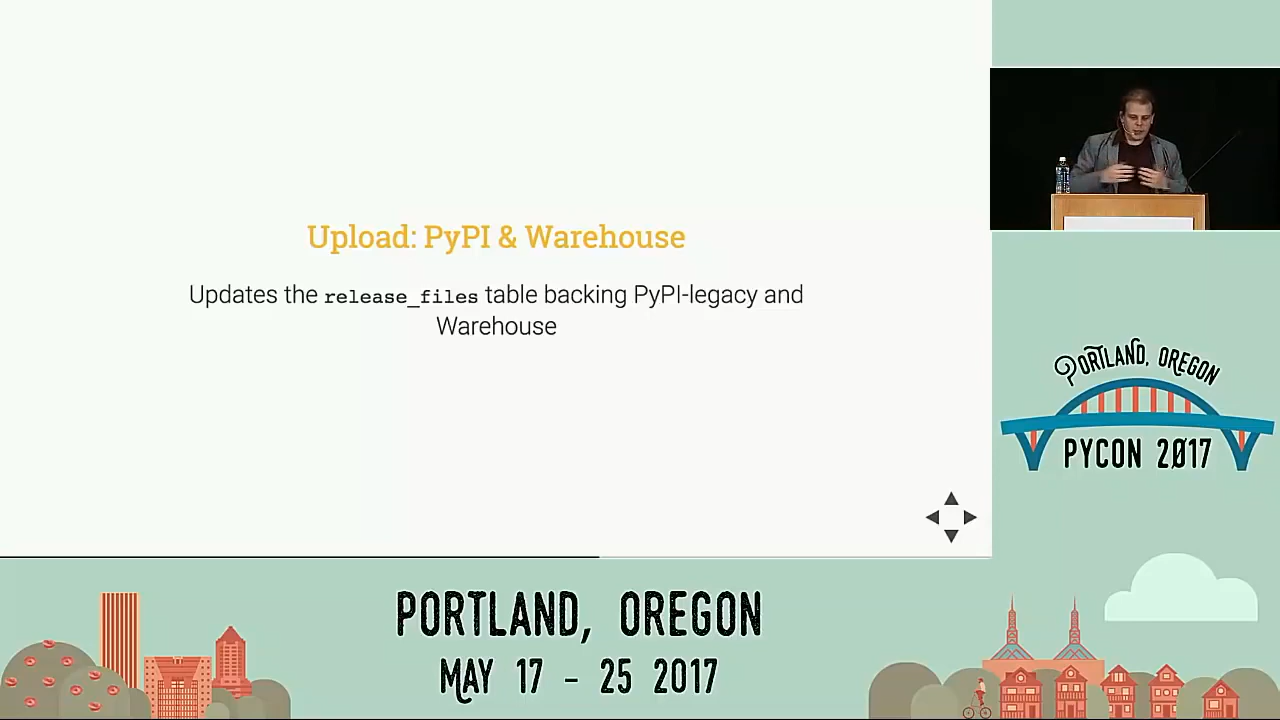 Upload: PyPI & Warehouse
Updates the release_files table backing PyPI-legacy and
Warehouse
PORTLAND, OREGON
PYCON 2017
PORTLAND, OREGON
MAY 17 - 25 2017